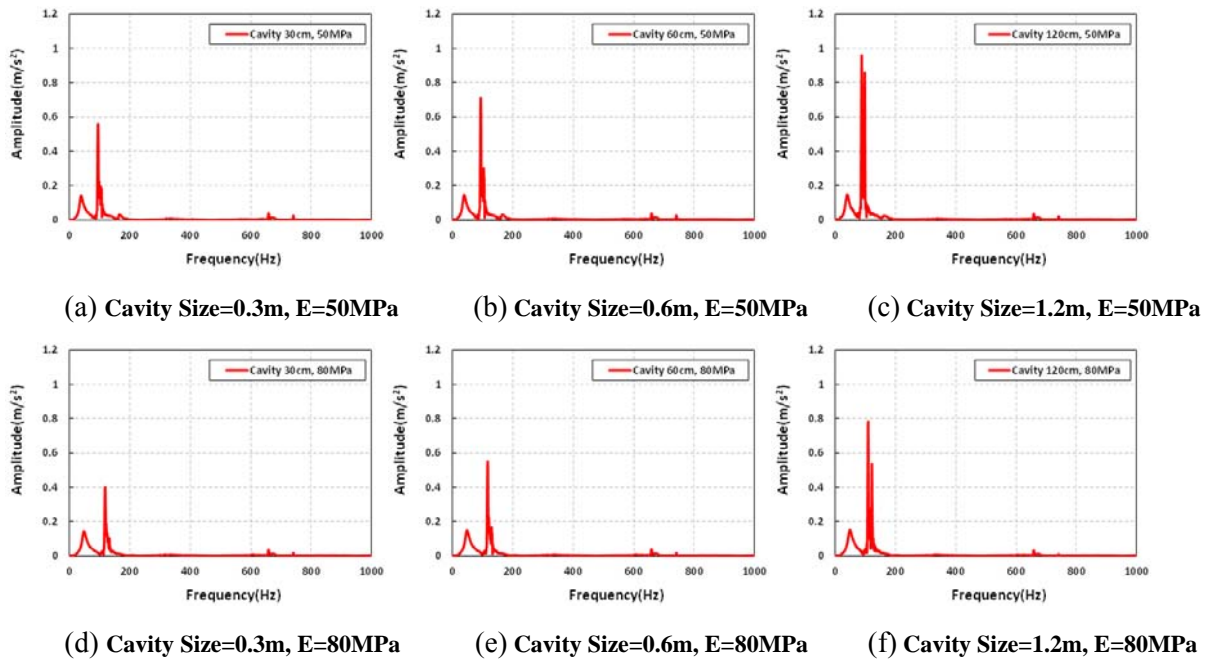 1.2
1
0.8
0.6
0.4
0.2
0
Amplitude(m/s²)
Cavity 30cm, 50MPa
0 200 400 600 800 1000
Frequency(Hz)
(a) Cavity Size=0.3m, E=50MPa
1.2
1
0.8
0.6
0.4
0.2
0
Amplitude(m/s²)
Cavity 60cm, 50MPa
0 200 400 600 800 1000
Frequency(Hz)
(b) Cavity Size=0.6m, E=50MPa
1.2
1
0.8
0.6
0.4
0.2
0
Amplitude(m/s²)
Cavity 120cm, 50MPa
0 200 400 600 800 1000
Frequency(Hz)
(c) Cavity Size=1.2m, E=50MPa
1.2
1
0.8
0.6
0.4
0.2
0
Amplitude(m/s²)
Cavity 30cm, 80MPa
0 200 400 600 800 1000
Frequency(Hz)
(d) Cavity Size=0.3m, E=80MPa
1.2
1
0.8
0.6
0.4
0.2
0
Amplitude(m/s²)
Cavity 60cm, 80MPa
0 200 400 600 800 1000
Frequency(Hz)
(e) Cavity Size=0.6m, E=80MPa
1.2
1
0.8
0.6
0.4
0.2
0
Amplitude(m/s²)
Cavity 120cm, 80MPa
0 200 400 600 800 1000
Frequency(Hz)
(f) Cavity Size=1.2m, E=80MPa